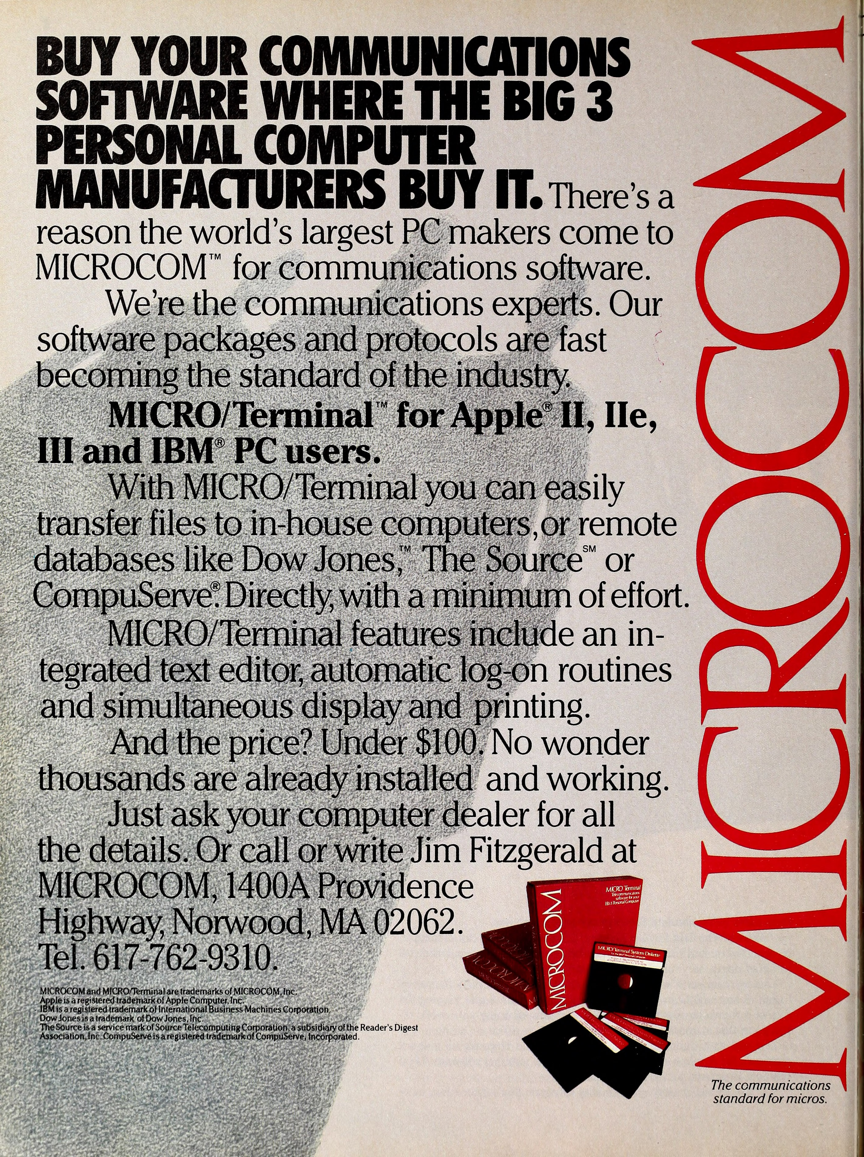 BUY YOUR COMMUNICATIONS
SOFTWARE WHERE THE BIG 3
PERSONAL COMPUTER
MANUFACTURERS BUY IT. There's a
reason the world's largest PC makers come to
MICROCOM™ for communications software.
We're the communications experts. Our
software packages and protocols are fast
becoming the standard of the industry.
MICRO/Terminal™ for Apple® II, IIe,
III and IBM® PC users.
With MICRO/Terminal you can easily
transfer files to in-house computers, or remote
databases like Dow Jones,™ The Source℠ or
CompuServe®. Directly, with a minimum of effort.
MICRO/Terminal features include an in-
tegrated text editor, automatic log-on routines
and simultaneous display and printing.
And the price? Under $100. No wonder
thousands are already installed and working.
Just ask your computer dealer for all
the details. Or call or write Jim Fitzgerald at
MICROCOM, 1400A Providence
Highway, Norwood, MA 02062.
Tel. 617-762-9310.
MICROCOM and MICRO/Terminal are trademarks of MICROCOM, Inc.
Apple is a registered trademark of Apple Computer, Inc.
IBM is a registered trademark of International Business Machines Corporation.
Dow Jones is a trademark of Dow Jones, Inc.
The Source is a service mark of Source Telecomputing Corporation, a subsidiary of the Reader's Digest
Association, Inc. CompuServe is a registered trademark of CompuServe, Incorporated.
MICROCOM
MICRO/Terminal
MICROCOM
MICRO/Terminal System Diskette
MICROCOM
The communications
standard for micros.